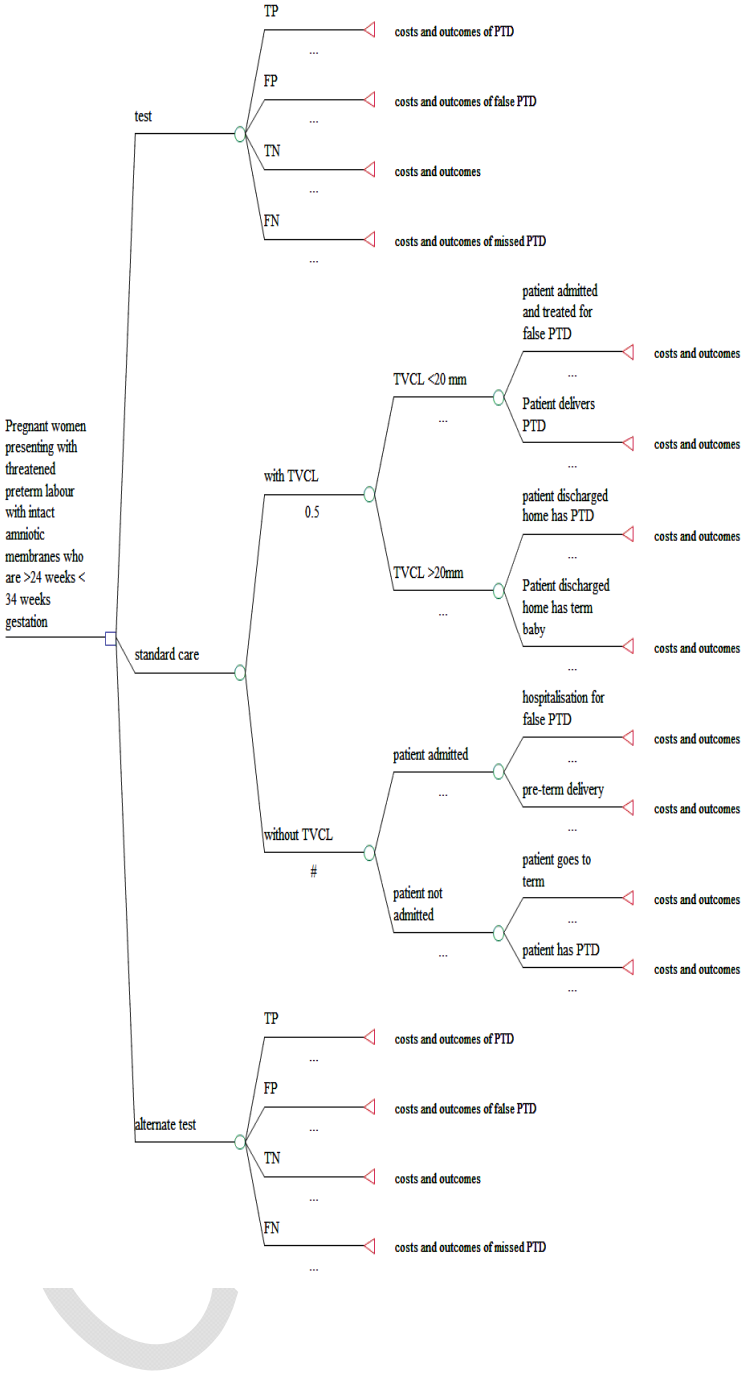 TP
...
costs and outcomes of PTD
FP
...
costs and outcomes of false PTD
test
TN
...
costs and outcomes
FN
...
costs and outcomes of missed PTD
Pregnant women
presenting with
threatened
preterm labour
with intact
amniotic
membranes who
are >24 weeks <
34 weeks
gestation
standard care
with TVCL
0.5
TVCL <20 mm
...
patient admitted
and treated for
false PTD
...
costs and outcomes
Patient delivers
PTD
...
costs and outcomes
TVCL >20mm
...
patient discharged
home has PTD
...
costs and outcomes
Patient discharged
home has term
baby
...
costs and outcomes
without TVCL
#
patient admitted
...
hospitalisation for
false PTD
...
costs and outcomes
pre-term delivery
...
costs and outcomes
patient not
admitted
...
patient goes to
term
...
costs and outcomes
patient has PTD
...
costs and outcomes
alternate test
TP
...
costs and outcomes of PTD
FP
...
costs and outcomes of false PTD
TN
...
costs and outcomes
FN
...
costs and outcomes of missed PTD